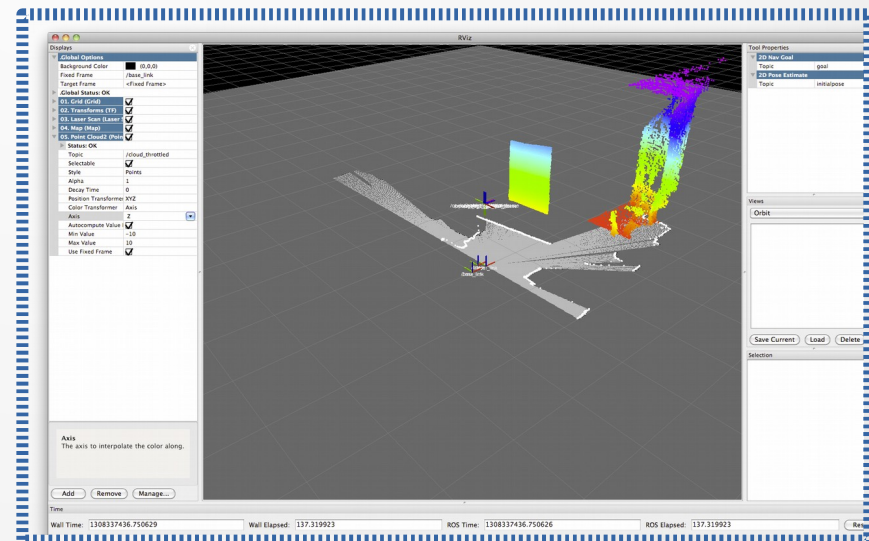 RViz
Displays
.Global Options
Background Color (0,0,0)
Fixed Frame /base_link
Target Frame <Fixed Frame>
.Global Status: OK
01. Grid (Grid)
02. Transforms (TF)
03. Laser Scan (Laser S
04. Map (Map)
05. Point Cloud2 (Poin
Status: OK
Topic /cloud_throttled
Selectable
Style Points
Alpha 1
Decay Time 0
Position Transformer XYZ
Color Transformer Axis
Axis Z
Autocompute Value
Min Value -10
Max Value 10
Use Fixed Frame
Axis
The axis to interpolate the color along.
Add Remove Manage...
/base_link
Tool Properties
2D Nav Goal
Topic goal
2D Pose Estimate
Topic initialpose
Views
Orbit
Save Current Load Delete
Selection
Time
Wall Time: 1308337436.750629 Wall Elapsed: 137.319923 ROS Time: 1308337436.750626 ROS Elapsed: 137.319923 Res